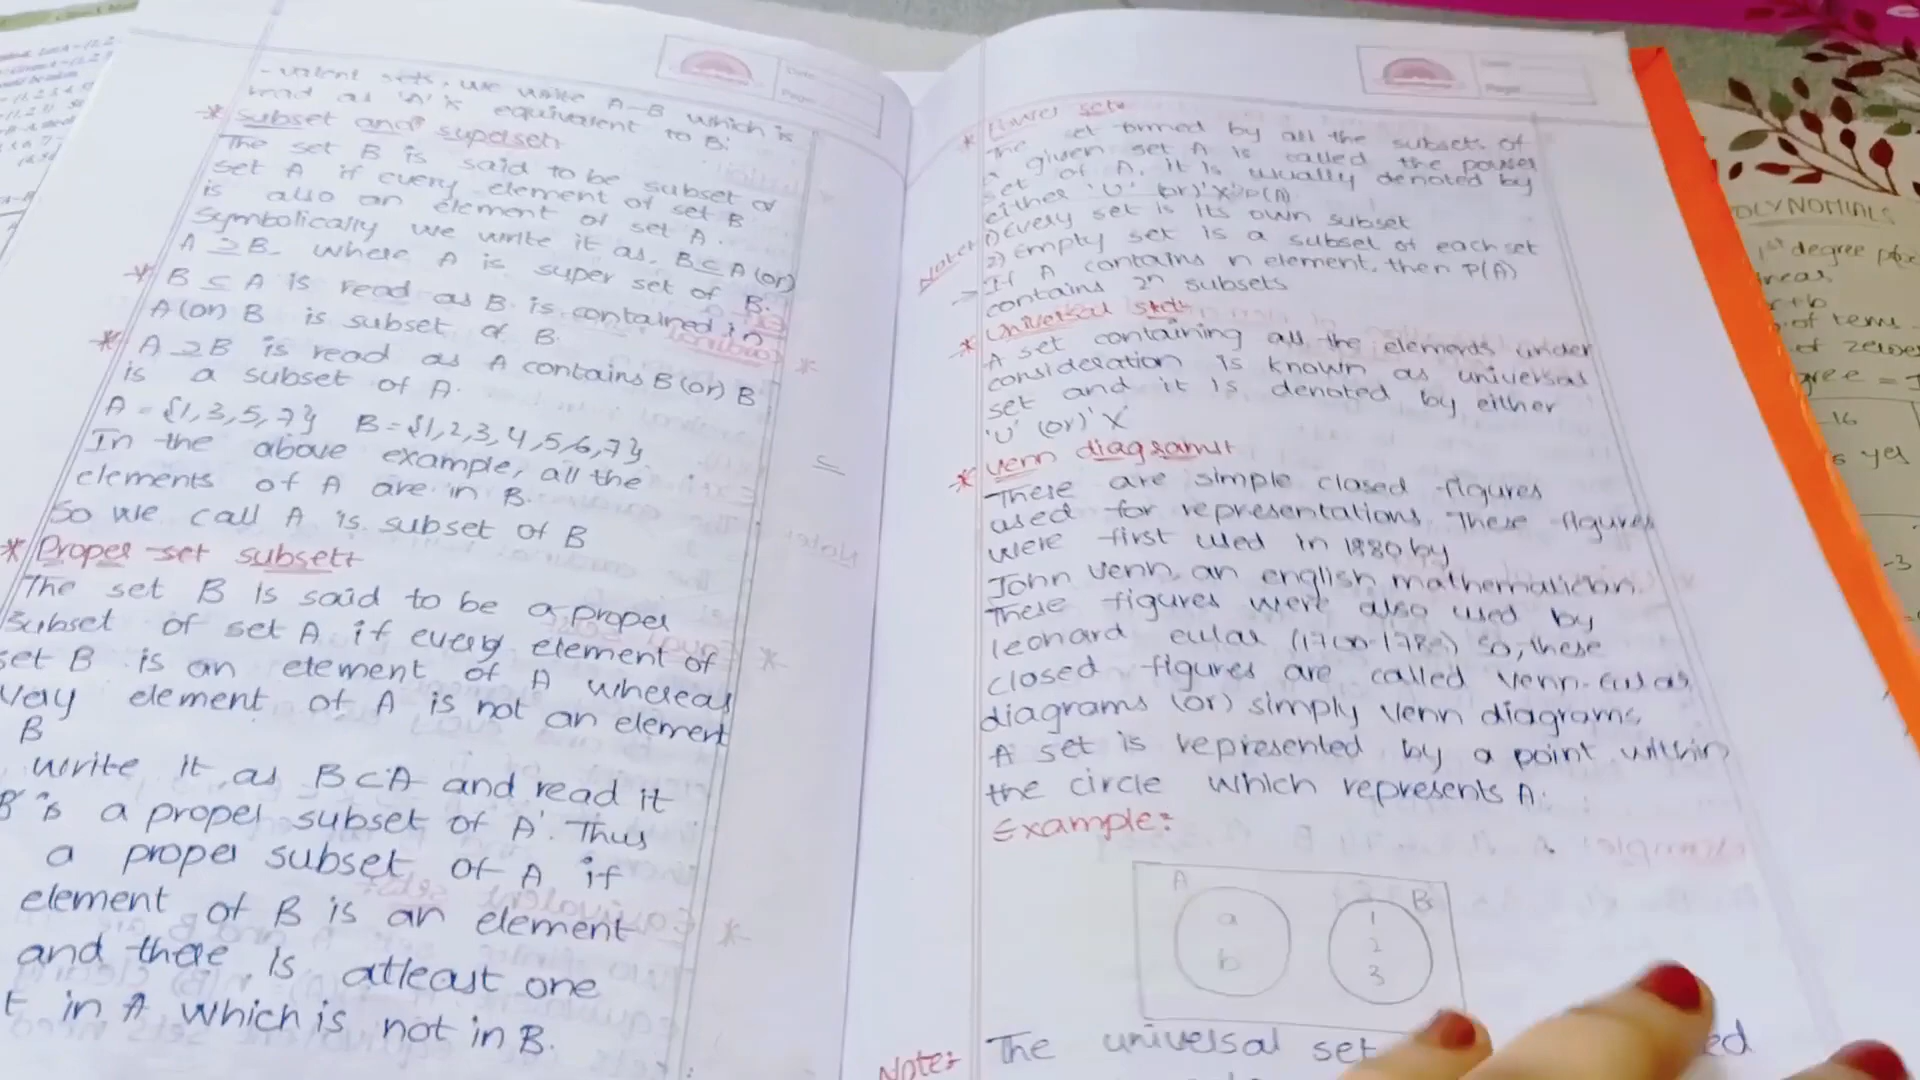 -valent sets, we write A-B which is
read as 'A' is equivalent to B:
* Subset and superset
The set B is said to be subset of
set A if every element of set B
is also an element of set A.
Symbolically we write it as, B⊆A (or)
A ⊇ B. where A is super set of B.
B ⊆ A is read as B is contained in
A (or) B is subset of B.
* A ⊇ B is read as A contains B (or) B
is a subset of A.
A = {1,3,5,7} B = {1,2,3,4,5,6,7}
In the above example, all the
elements of A are in B.
So we call A is subset of B
* Proper set subset
The set B is said to be a proper
subset of set A if every element of
set B is an element of A whereas
element of A is not an element
B
write it as B⊂A and read it
B is a proper subset of A'. Thus
a proper subset of A if
element of B is an element
and there is atleast one
t in A which is not in B.
* Power set
The set formed by all the subsets of
a given set A is called the power
set of A. it is usually denoted by
either 'U' (or) 'X' P(A)
Note: 1) Every set is its own subset
2) empty set is a subset of each set
→ If A contains n element, then P(A)
contains 2ⁿ subsets
* Universal set
A set containing all the elements under
consideration is known as universal
set and it is denoted by either
'U' (or) 'X'
* Venn diagrams
These are simple closed figures
used for representations. These figures
were first used in 1880 by
John Venn, an english mathematician.
These figures were also used by
leonard eular (1700-178) so, these
closed figures are called Venn-Eular
diagrams (or) simply Venn diagrams.
A set is represented by a point within
the circle which represents A.
Example:
A B
a 1
b 2
3
Note: The universal set ed
POLYNOMIALS
1st degree
of zeroes
16
yes
-3